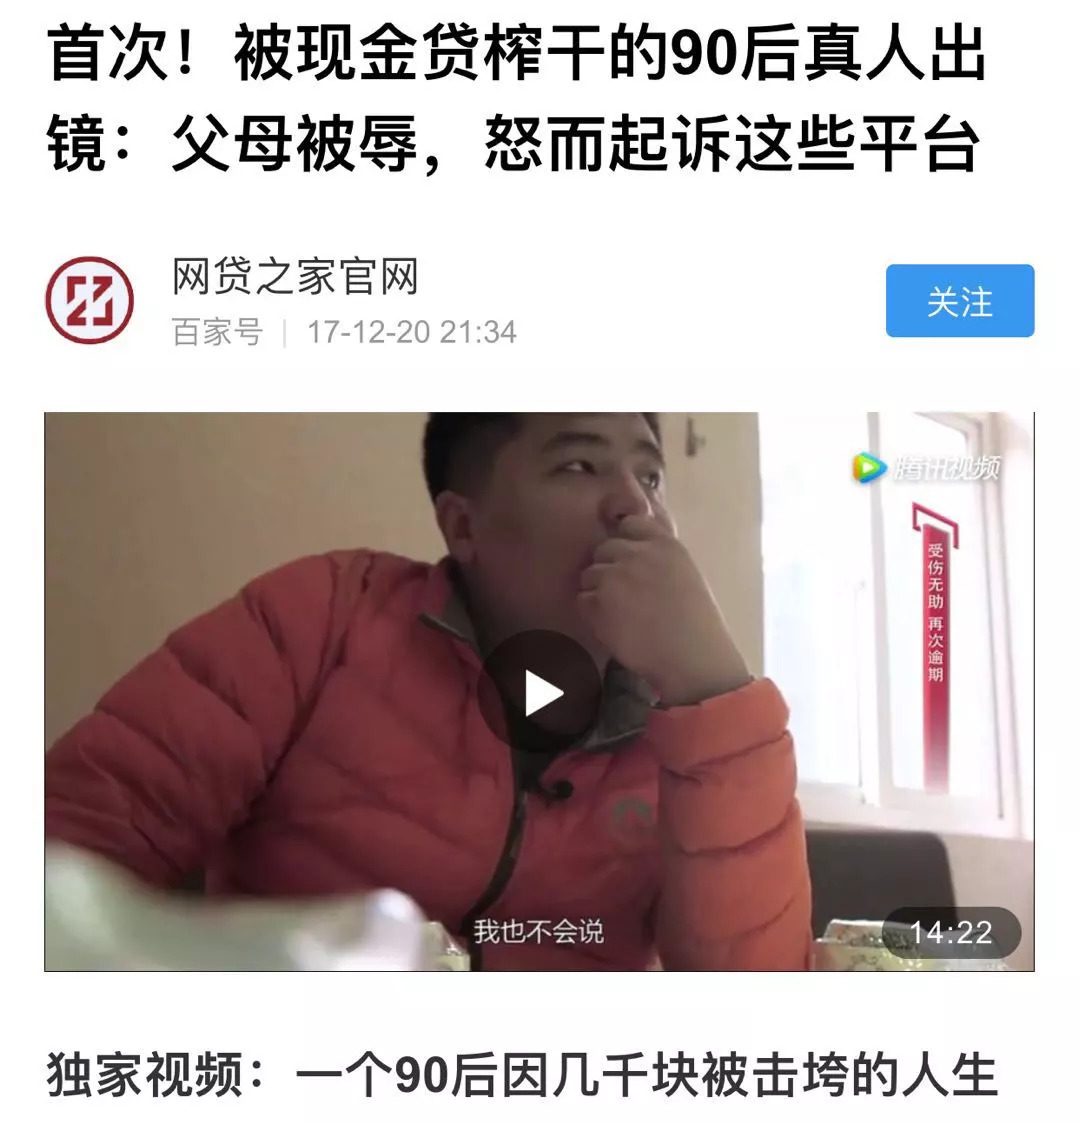 首次！被现金贷榨干的90后真人出
镜：父母被辱，怒而起诉这些平台
网贷之家官网
关注
百家号 | 17-12-20 21:34
腾讯视频
受伤无助 再次逾期
我也不会说
14:22
独家视频：一个90后因几千块被击垮的人生